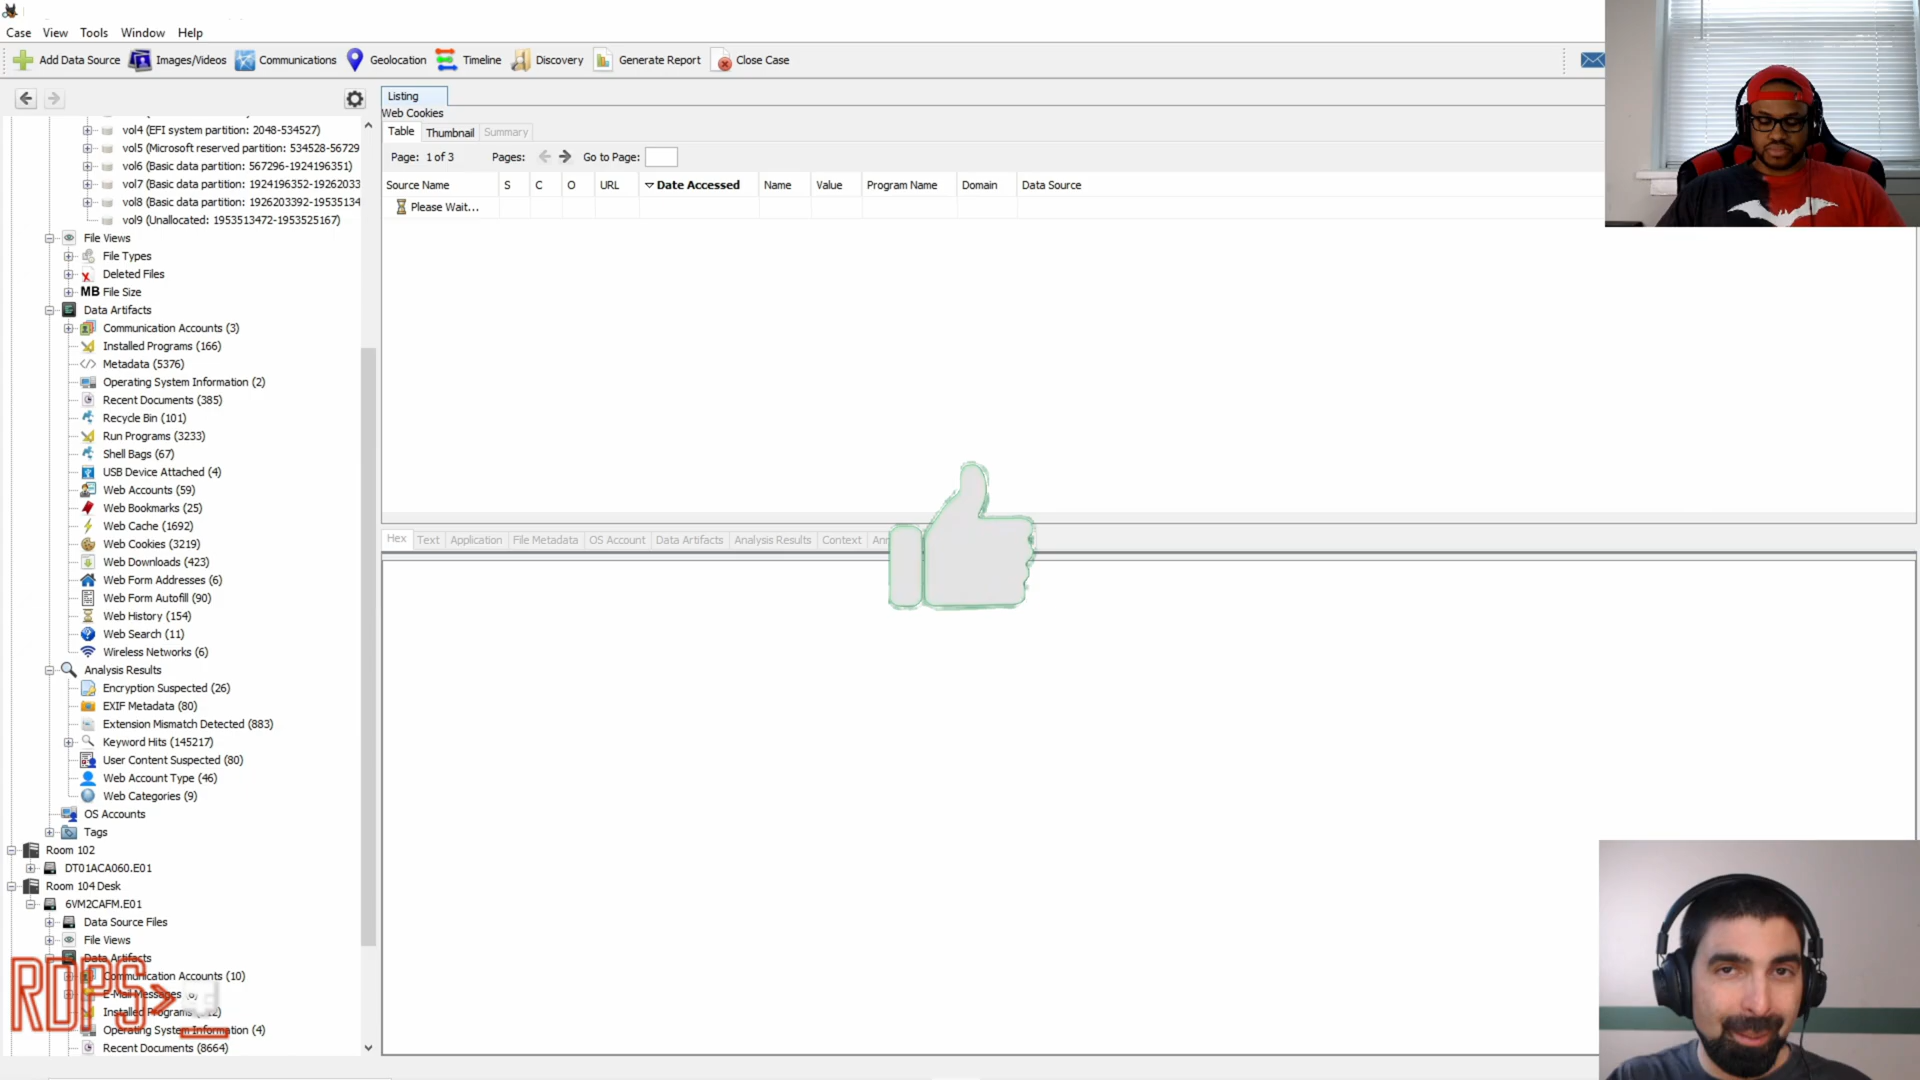 Case View Tools Window Help
Add Data Source Images/Videos Communications Geolocation Timeline Discovery Generate Report Close Case
Listing
Web Cookies
Table Thumbnail Summary
Page: 1 of 3 Pages: Go to Page:
Source Name S C O URL Date Accessed Name Value Program Name Domain Data Source
Please Wait...
vol4 (EFI system partition: 2048-534527)
vol5 (Microsoft reserved partition: 534528-56729
vol6 (Basic data partition: 567296-1924196351)
vol7 (Basic data partition: 1924196352-19262033
vol8 (Basic data partition: 1926203392-19535134
vol9 (Unallocated: 1953513472-1953525167)
File Views
File Types
Deleted Files
MB File Size
Data Artifacts
Communication Accounts (3)
Installed Programs (166)
Metadata (5376)
Operating System Information (2)
Recent Documents (385)
Recycle Bin (101)
Run Programs (3233)
Shell Bags (67)
USB Device Attached (4)
Web Accounts (59)
Web Bookmarks (25)
Web Cache (1692)
Web Cookies (3219)
Web Downloads (423)
Web Form Addresses (6)
Web Form Autofill (90)
Web History (154)
Web Search (11)
Wireless Networks (6)
Analysis Results
Encryption Suspected (26)
EXIF Metadata (80)
Extension Mismatch Detected (883)
Keyword Hits (145217)
User Content Suspected (80)
Web Account Type (46)
Web Categories (9)
OS Accounts
Tags
Room 102
DT01ACA060.E01
Room 104 Desk
6VM2CAFM.E01
Data Source Files
File Views
Data Artifacts
Communication Accounts (10)
E-Mail Messages
Installed Programs
Operating System Information (4)
Recent Documents (8664)
RDPS>_
Hex Text Application File Metadata OS Account Data Artifacts Analysis Results Context